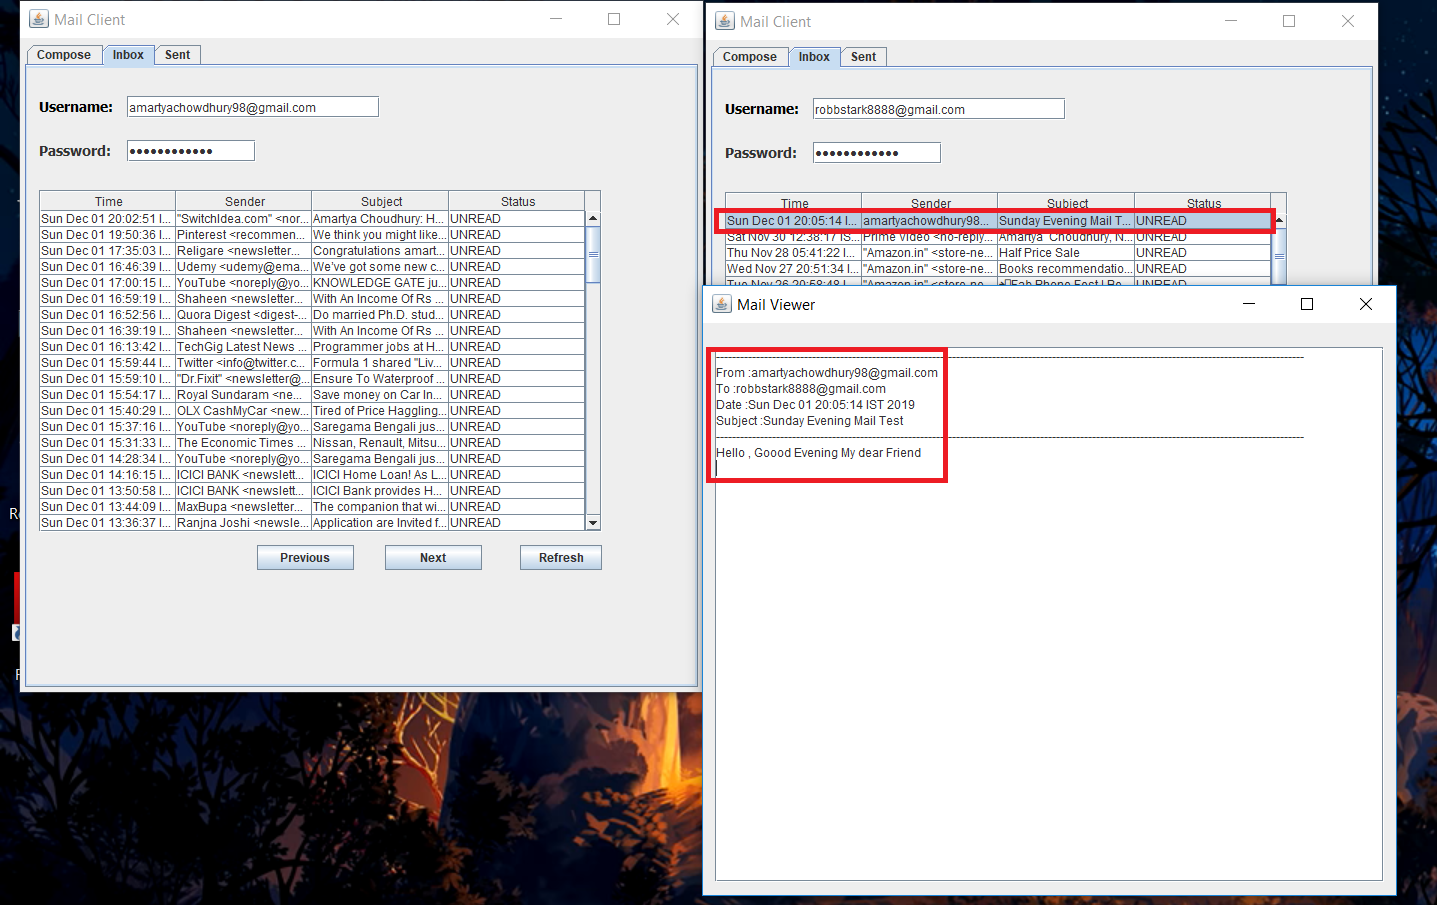 Mail Client
Compose Inbox Sent
Username: amartyachowdhury98@gmail.com
Password: ••••••••••••
Time Sender Subject Status
Sun Dec 01 20:02:51 I... "SwitchIdea.com" <nor... Amartya Choudhury: H... UNREAD
Sun Dec 01 19:50:36 I... Pinterest <recommen... We think you might like... UNREAD
Sun Dec 01 17:35:03 I... Religare <newsletter... Congratulations amart... UNREAD
Sun Dec 01 16:46:39 I... Udemy <udemy@ema... We've got some new c... UNREAD
Sun Dec 01 17:00:15 I... YouTube <noreply@yo... KNOWLEDGE GATE ju... UNREAD
Sun Dec 01 16:59:19 I... Shaheen <newsletter... With An Income Of Rs ... UNREAD
Sun Dec 01 16:52:56 I... Quora Digest <digest-... Do married Ph.D. stud... UNREAD
Sun Dec 01 16:39:19 I... Shaheen <newsletter... With An Income Of Rs ... UNREAD
Sun Dec 01 16:13:42 I... TechGig Latest News ... Programmer jobs at H... UNREAD
Sun Dec 01 15:59:44 I... Twitter <info@twitter.c... Formula 1 shared "Liv... UNREAD
Sun Dec 01 15:59:10 I... "Dr.Fixit" <newsletter@... Ensure To Waterproof ... UNREAD
Sun Dec 01 15:54:17 I... Royal Sundaram <ne... Save money on Car In... UNREAD
Sun Dec 01 15:40:29 I... OLX CashMyCar <new... Tired of Price Haggling... UNREAD
Sun Dec 01 15:37:16 I... YouTube <noreply@yo... Saregama Bengali jus... UNREAD
Sun Dec 01 15:31:33 I... The Economic Times ... Nissan, Renault, Mitsu... UNREAD
Sun Dec 01 14:28:34 I... YouTube <noreply@yo... Saregama Bengali jus... UNREAD
Sun Dec 01 14:16:15 I... ICICI BANK <newslett... ICICI Home Loan! As L... UNREAD
Sun Dec 01 13:50:58 I... ICICI BANK <newslett... ICICI Bank provides H... UNREAD
Sun Dec 01 13:44:09 I... MaxBupa <newsletter... The companion that wi... UNREAD
Sun Dec 01 13:36:37 I... Ranjna Joshi <newsle... Application are Invited f... UNREAD
Previous Next Refresh
Mail Client
Compose Inbox Sent
Username: robbstark8888@gmail.com
Password: ••••••••••••
Time Sender Subject Status
Sun Dec 01 20:05:14 I... amartyachowdhury98... Sunday Evening Mail T... UNREAD
Sat Nov 30 12:38:17 IS... Prime Video <no-reply... Amartya Choudhury, N... UNREAD
Thu Nov 28 05:41:22 I... "Amazon.in" <store-ne... Half Price Sale UNREAD
Wed Nov 27 20:51:34 I... "Amazon.in" <store-ne... Books recommendatio... UNREAD
Tue Nov 26 20:58:48 I... "Amazon.in" <store-ne... Fab Phone Fest | Be... UNREAD
Mail Viewer
From :amartyachowdhury98@gmail.com
To :robbstark8888@gmail.com
Date :Sun Dec 01 20:05:14 IST 2019
Subject :Sunday Evening Mail Test
Hello , Goood Evening My dear Friend